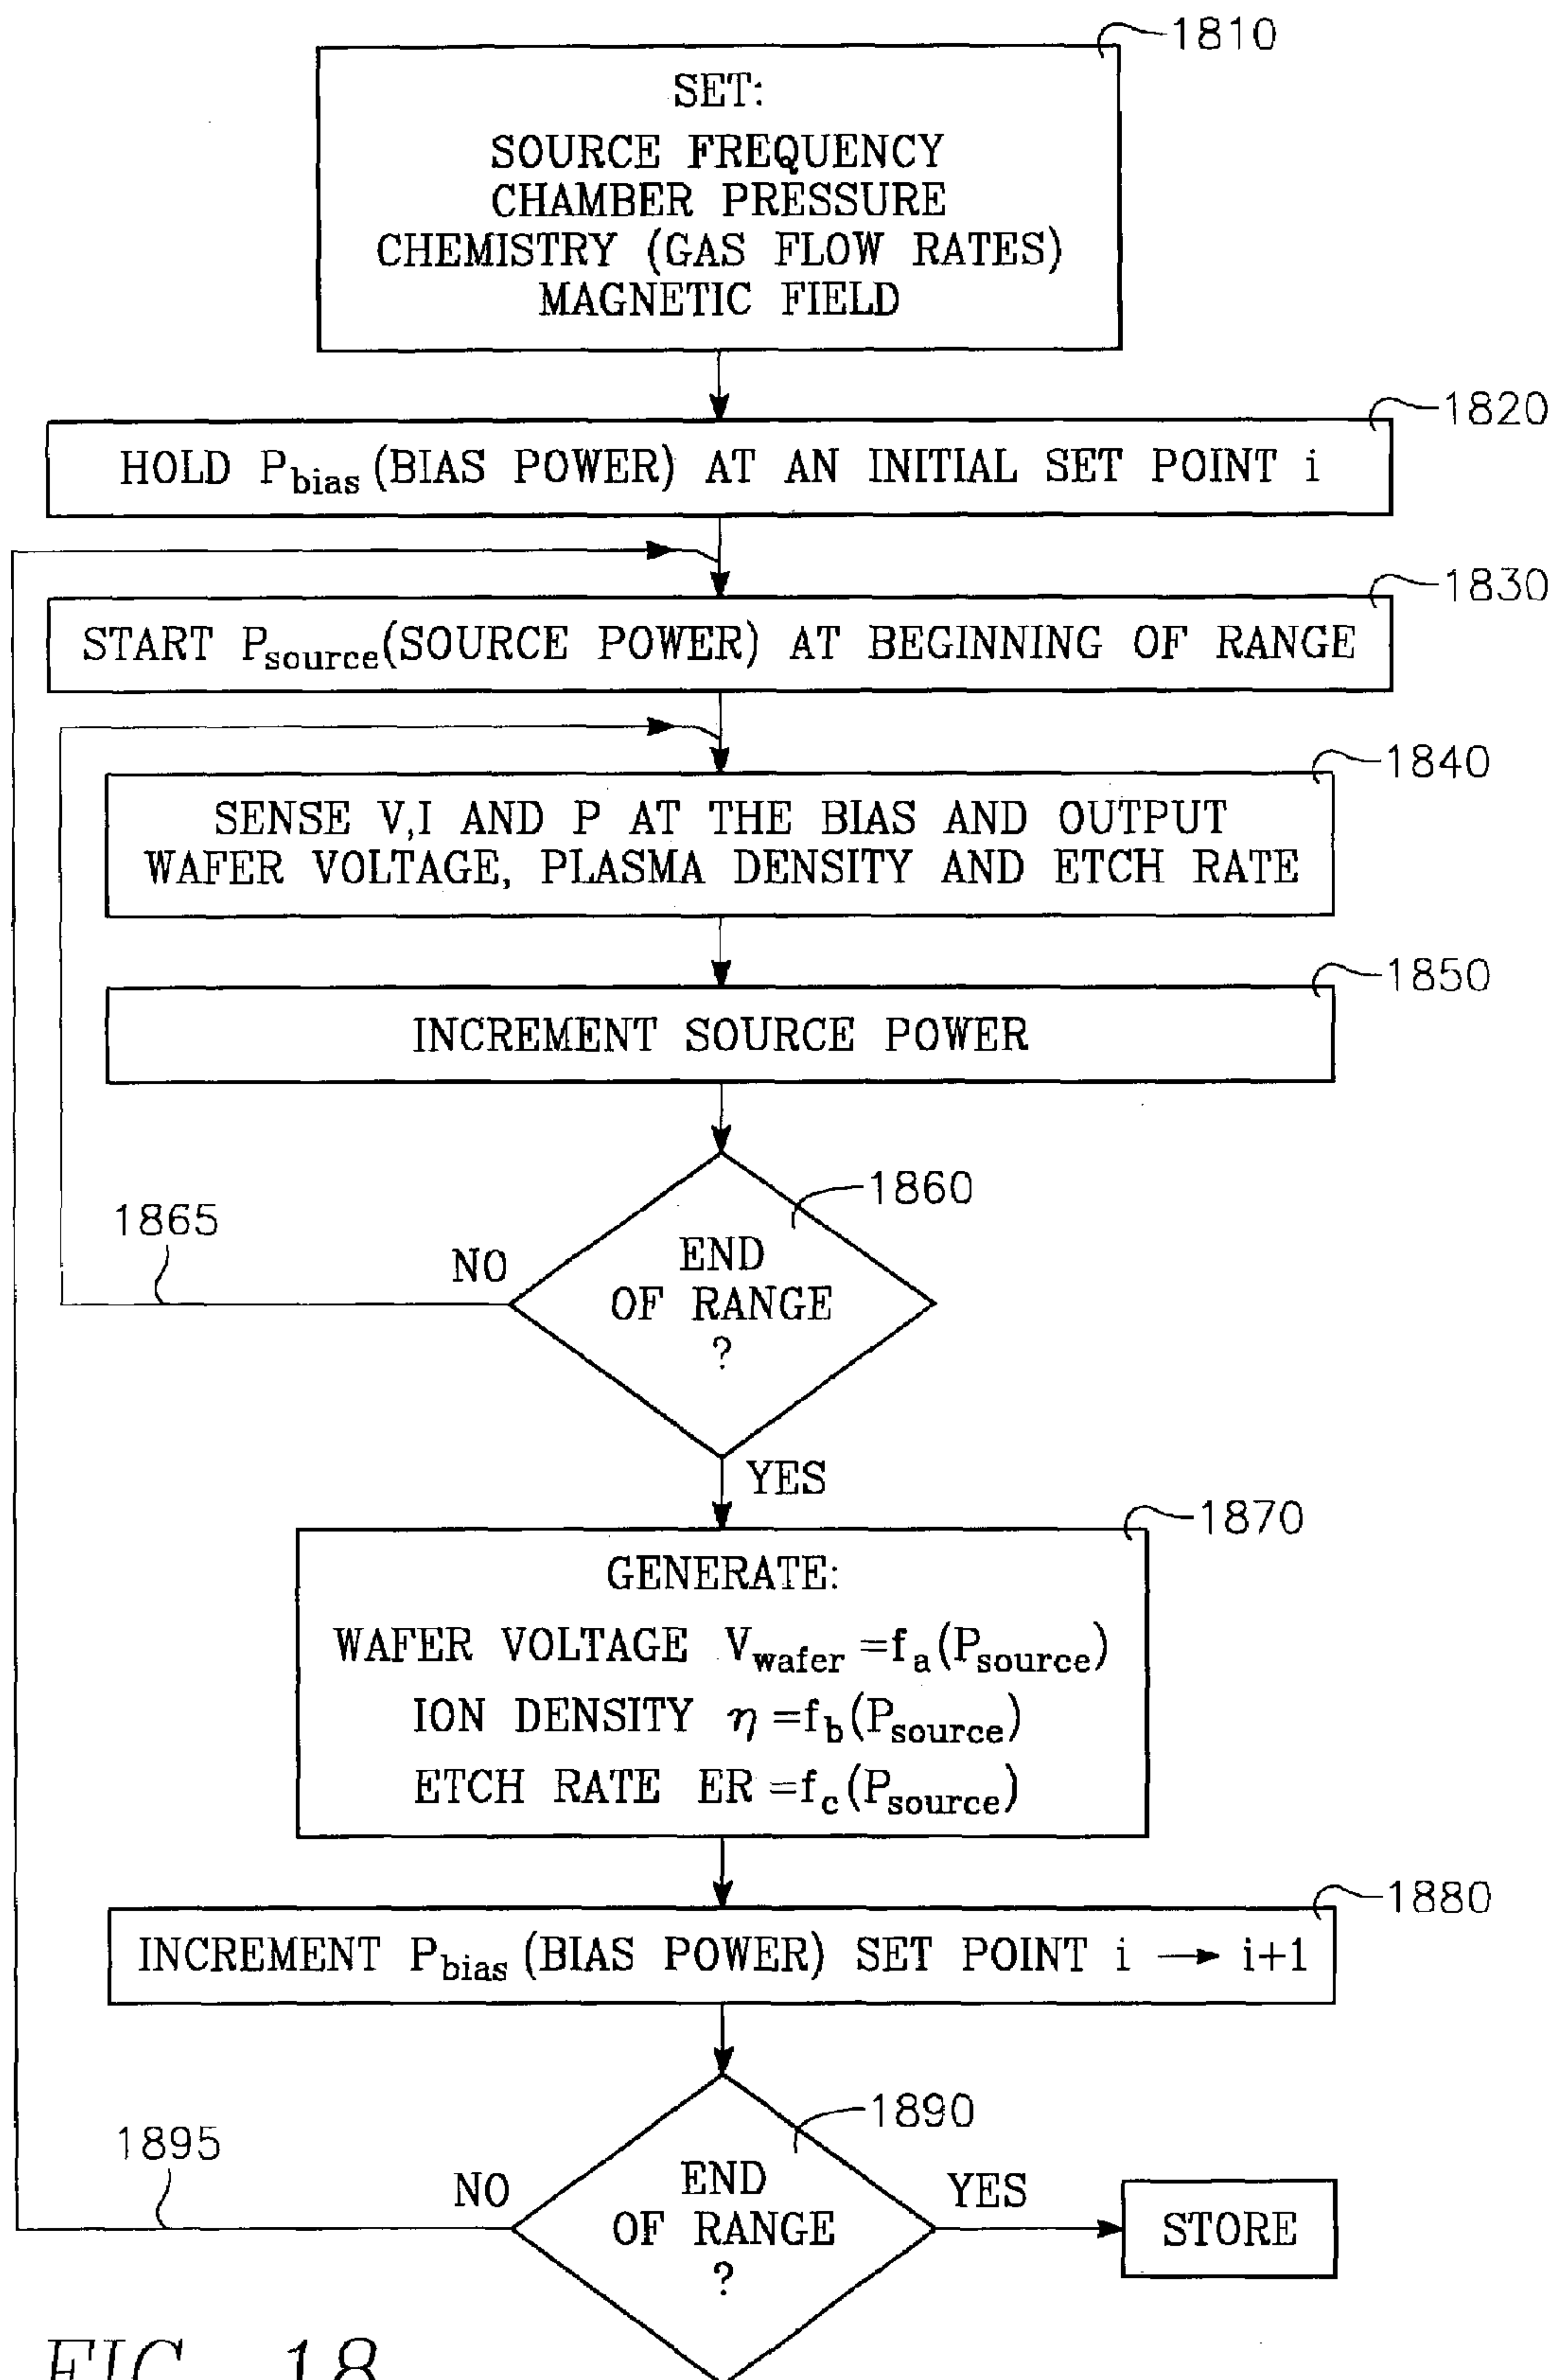 1810
SET:
SOURCE FREQUENCY
CHAMBER PRESSURE
CHEMISTRY (GAS FLOW RATES)
MAGNETIC FIELD
1820
HOLD Pbias (BIAS POWER) AT AN INITIAL SET POINT i
1830
START Psource (SOURCE POWER) AT BEGINNING OF RANGE
1840
SENSE V,I AND P AT THE BIAS AND OUTPUT
WAFER VOLTAGE, PLASMA DENSITY AND ETCH RATE
1850
INCREMENT SOURCE POWER
1860
1865
NO
END
OF RANGE
?
YES
1870
GENERATE:
WAFER VOLTAGE Vwafer =fa(Psource)
ION DENSITY η =fb(Psource)
ETCH RATE ER =fc(Psource)
1880
INCREMENT Pbias (BIAS POWER) SET POINT i → i+1
1890
1895
NO
END
OF RANGE
?
YES
STORE
FIG. 18